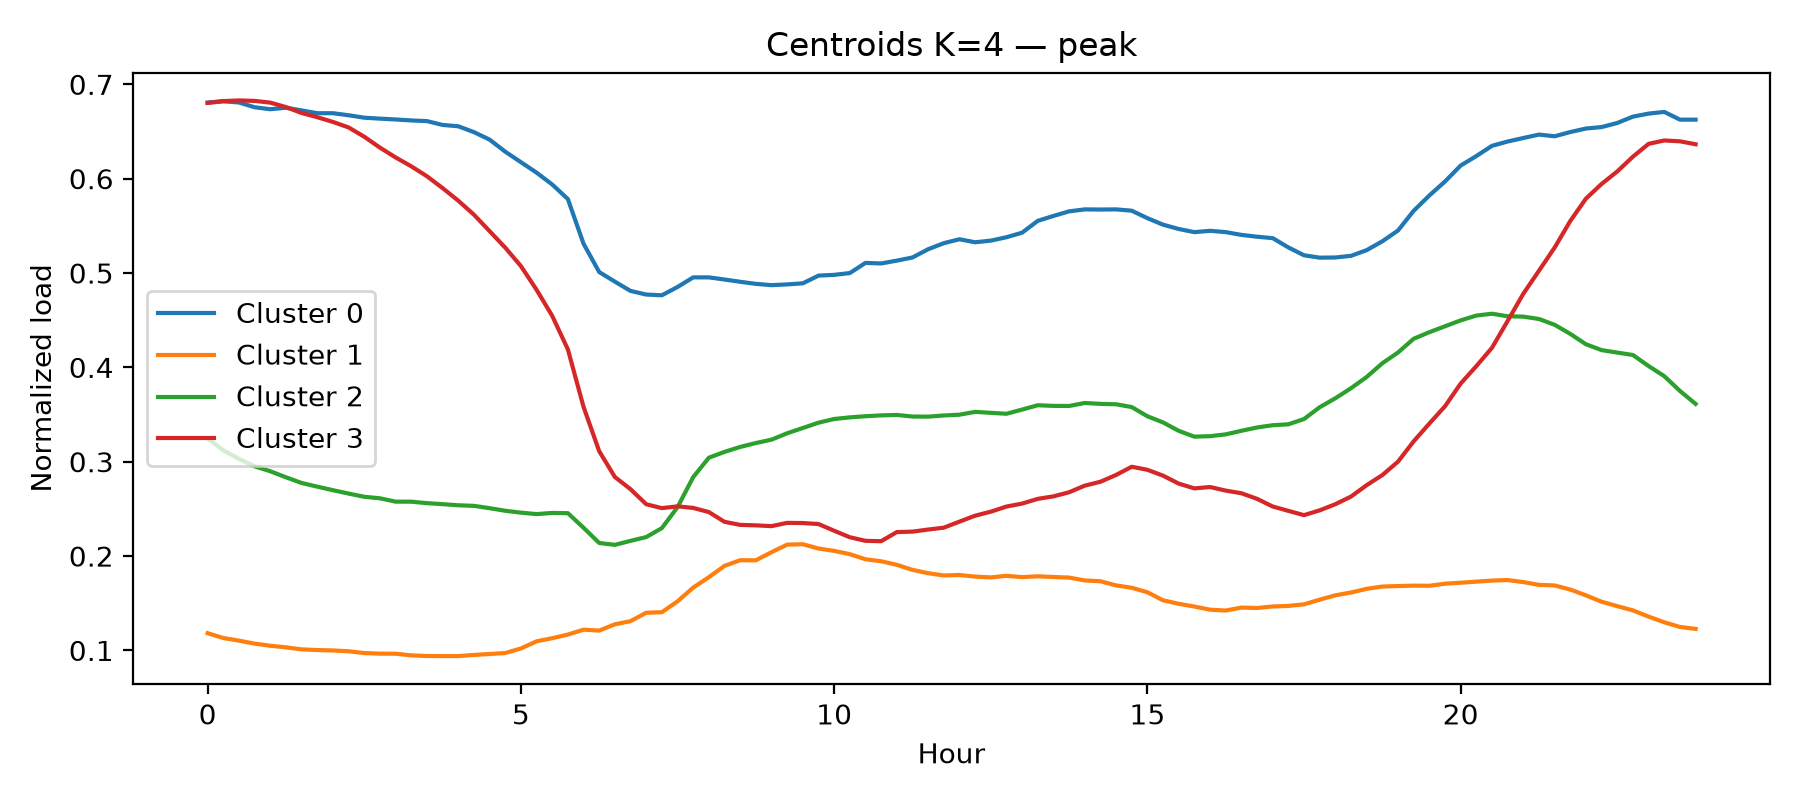 Centroids K=4 — peak
Normalized load
0.7
0.6
0.5
0.4
0.3
0.2
0.1
Cluster 0
Cluster 1
Cluster 2
Cluster 3
0 5 10 15 20
Hour